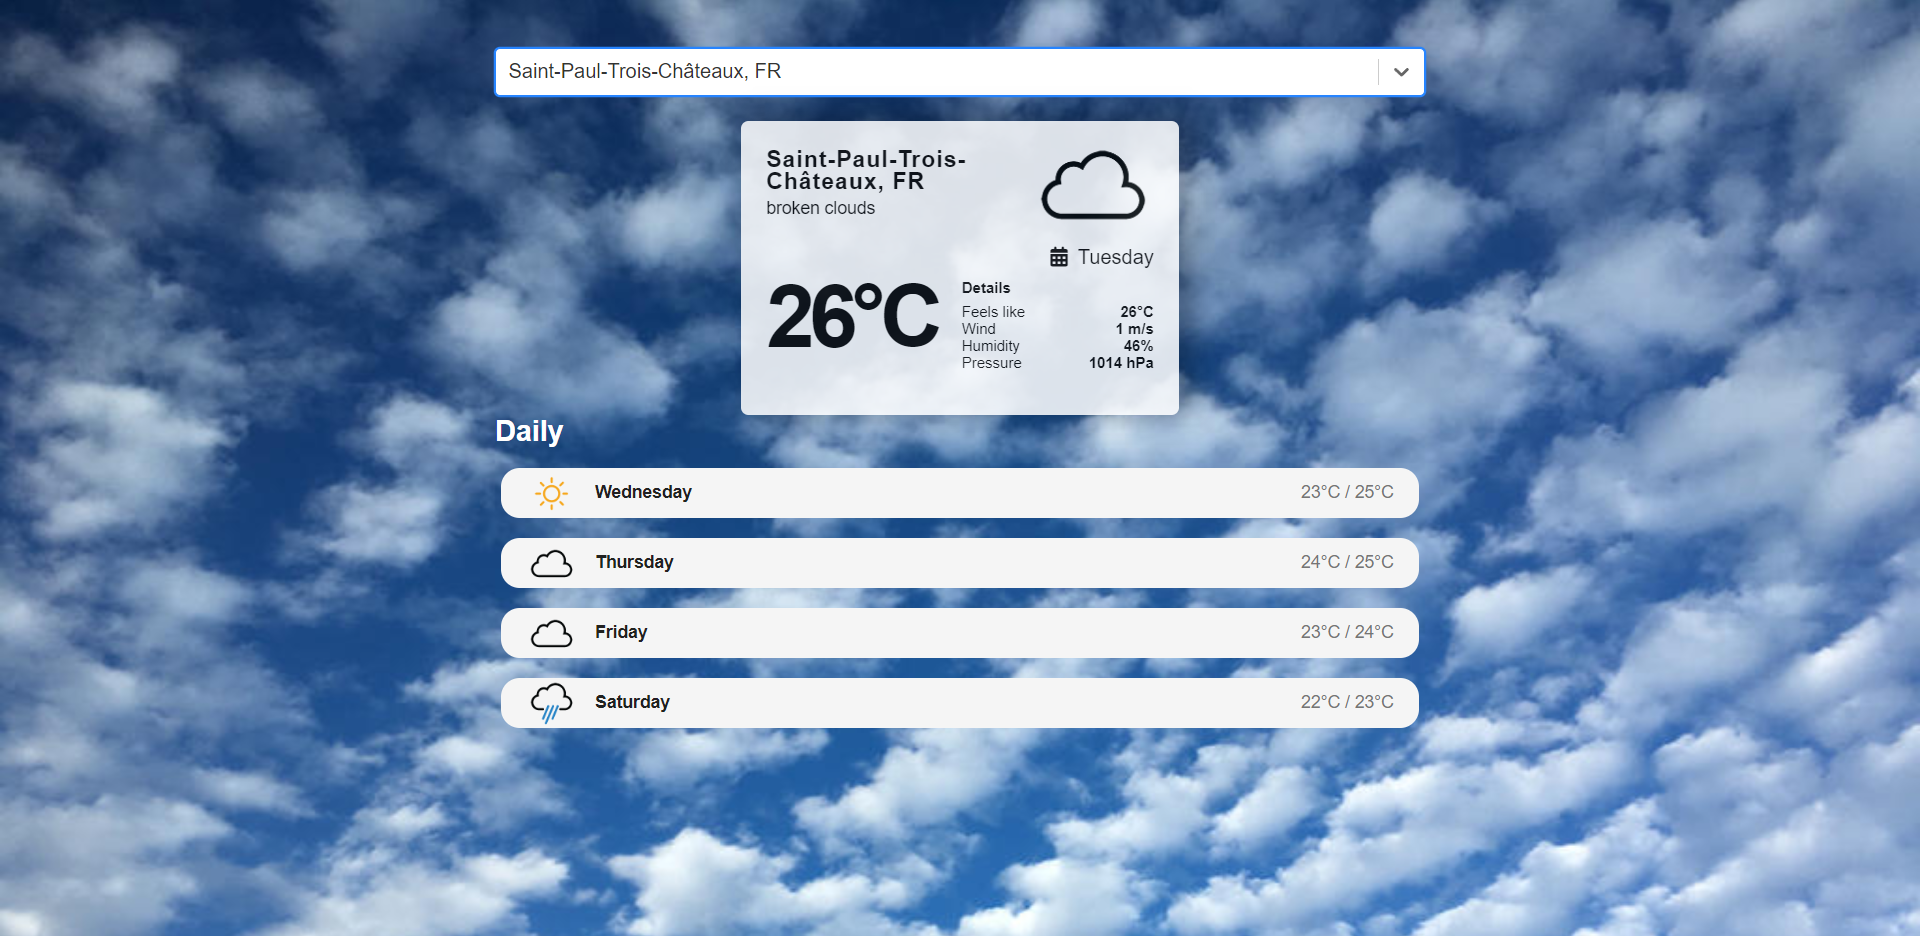 Saint-Paul-Trois-Châteaux, FR
Saint-Paul-Trois-
Châteaux, FR
broken clouds
Tuesday
26°C
Details
Feels like 26°C
Wind 1 m/s
Humidity 46%
Pressure 1014 hPa
Daily
Wednesday 23°C / 25°C
Thursday 24°C / 25°C
Friday 23°C / 24°C
Saturday 22°C / 23°C